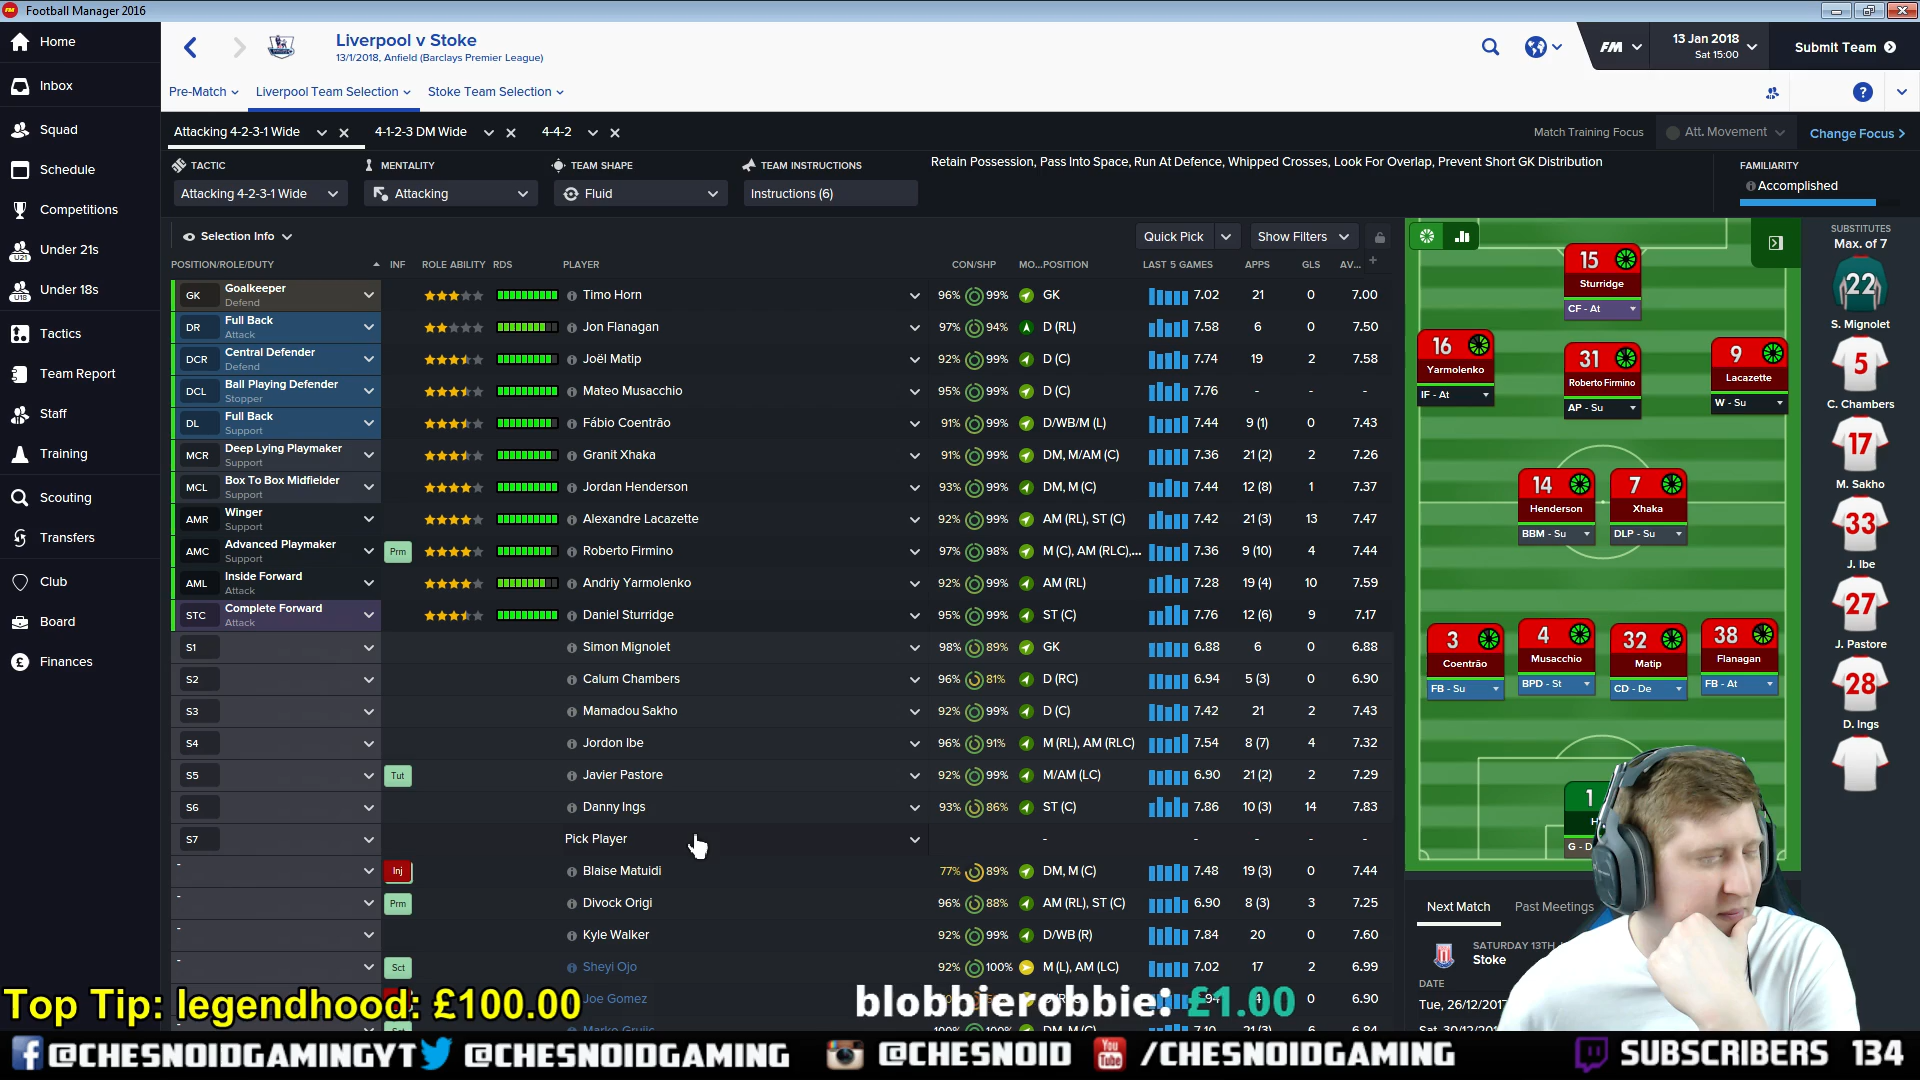 Football Manager 2016
Home
Inbox
Squad
Schedule
Competitions
Under 21s
Under 18s
Tactics
Team Report
Staff
Training
Scouting
Transfers
Club
Board
Finances
Liverpool v Stoke
13/1/2018, Anfield (Barclays Premier League)
FM
13 Jan 2018
Sat 15:00
Submit Team
Pre-Match
Liverpool Team Selection
Stoke Team Selection
Attacking 4-2-3-1 Wide
4-1-2-3 DM Wide
4-4-2
Match Training Focus
Att. Movement
Change Focus >
TACTIC
MENTALITY
TEAM SHAPE
TEAM INSTRUCTIONS
Attacking 4-2-3-1 Wide
Attacking
Fluid
Instructions (6)
Retain Possession, Pass Into Space, Run At Defence, Whipped Crosses, Look For Overlap, Prevent Short GK Distribution
FAMILIARITY
Accomplished
Selection Info
Quick Pick
Show Filters
POSITION/ROLE/DUTY INF ROLE ABILITY RDS PLAYER CON/SHP MO... POSITION LAST 5 GAMES APPS GLS AV...
GK Goalkeeper Defend Timo Horn 96% 99% GK 7.02 21 0 7.00
DR Full Back Attack Jon Flanagan 97% 94% D (RL) 7.58 6 0 7.50
DCR Central Defender Defend Joël Matip 92% 99% D (C) 7.74 19 2 7.58
DCL Ball Playing Defender Stopper Mateo Musacchio 95% 99% D (C) 7.76 - - -
DL Full Back Support Fábio Coentrão 91% 99% D/WB/M (L) 7.44 9 (1) 0 7.43
MCR Deep Lying Playmaker Support Granit Xhaka 91% 99% DM, M/AM (C) 7.36 21 (2) 2 7.26
MCL Box To Box Midfielder Support Jordan Henderson 93% 99% DM, M (C) 7.44 12 (8) 1 7.37
AMR Winger Support Alexandre Lacazette 92% 99% AM (RL), ST (C) 7.42 21 (3) 13 7.47
AMC Advanced Playmaker Support Prm Roberto Firmino 97% 98% M (C), AM (RLC),... 7.36 9 (10) 4 7.44
AML Inside Forward Attack Andriy Yarmolenko 92% 99% AM (RL) 7.28 19 (4) 10 7.59
STC Complete Forward Attack Daniel Sturridge 95% 99% ST (C) 7.76 12 (6) 9 7.17
S1 Simon Mignolet 98% 89% GK 6.88 6 0 6.88
S2 Calum Chambers 96% 81% D (RC) 6.94 5 (3) 0 6.90
S3 Mamadou Sakho 92% 99% D (C) 7.42 21 2 7.43
S4 Jordon Ibe 96% 91% M (RL), AM (RLC) 7.54 8 (7) 4 7.32
S5 Tut Javier Pastore 92% 99% M/AM (LC) 6.90 21 (2) 2 7.29
S6 Danny Ings 93% 86% ST (C) 7.86 10 (3) 14 7.83
S7 Pick Player - - - - -
- Inj Blaise Matuidi 77% 89% DM, M (C) 7.48 19 (3) 0 7.44
- Prm Divock Origi 96% 88% AM (RL), ST (C) 6.90 8 (3) 3 7.25
- Kyle Walker 92% 99% D/WB (R) 7.84 20 0 7.60
- Sct Sheyi Ojo 92% 100% M (L), AM (LC) 7.02 17 2 6.99
Joe Gomez 6.90
15
Sturridge
CF - At
16
Yarmolenko
IF - At
31
Roberto Firmino
AP - Su
9
Lacazette
W - Su
14
Henderson
BBM - Su
7
Xhaka
DLP - Su
3
Coentrão
FB - Su
4
Musacchio
BPD - St
32
Matip
CD - De
38
Flanagan
FB - At
1
SUBSTITUTES
Max. of 7
22
S. Mignolet
5
C. Chambers
17
M. Sakho
33
J. Ibe
27
J. Pastore
28
D. Ings
Next Match
Past Meetings
SATURDAY 13TH
Stoke
DATE
Tue, 26/12/2017
Top Tip: legendhood: £100.00
blobbierobbie: £1.00
@CHESNOIDGAMINGYT
@CHESNOIDGAMING
@CHESNOID
You Tube
/CHESNOIDGAMING
SUBSCRIBERS 134